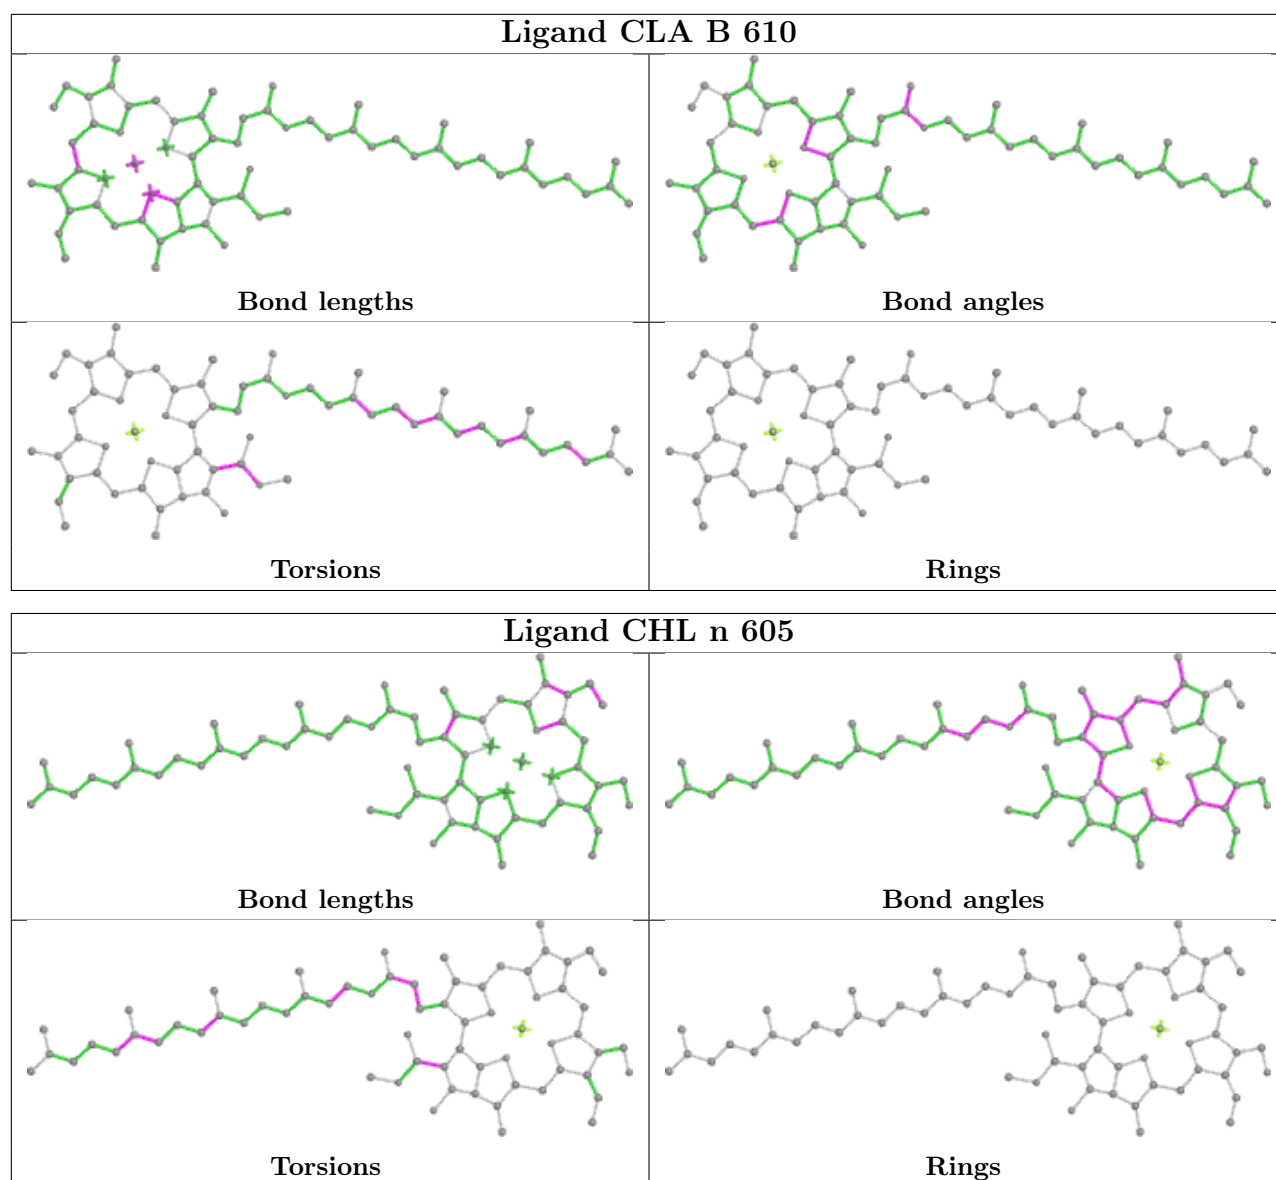 Ligand CLA B 610
Bond lengths
Bond angles
Torsions
Rings
Ligand CHL n 605
Bond lengths
Bond angles
Torsions
Rings